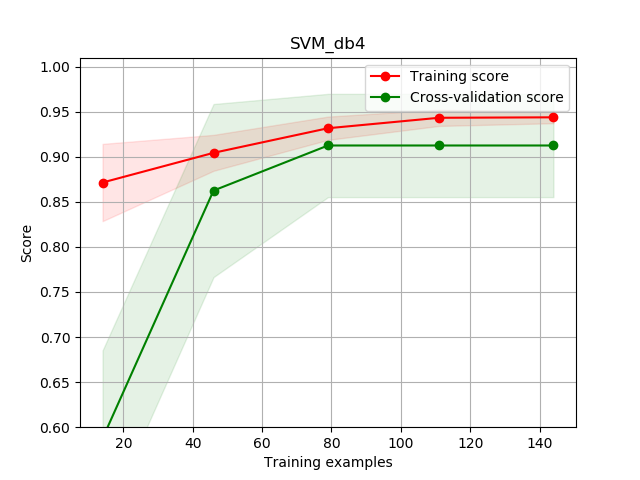 SVM_db4
Training score
Cross-validation score
Score
1.00
0.95
0.90
0.85
0.80
0.75
0.70
0.65
0.60
20 40 60 80 100 120 140
Training examples